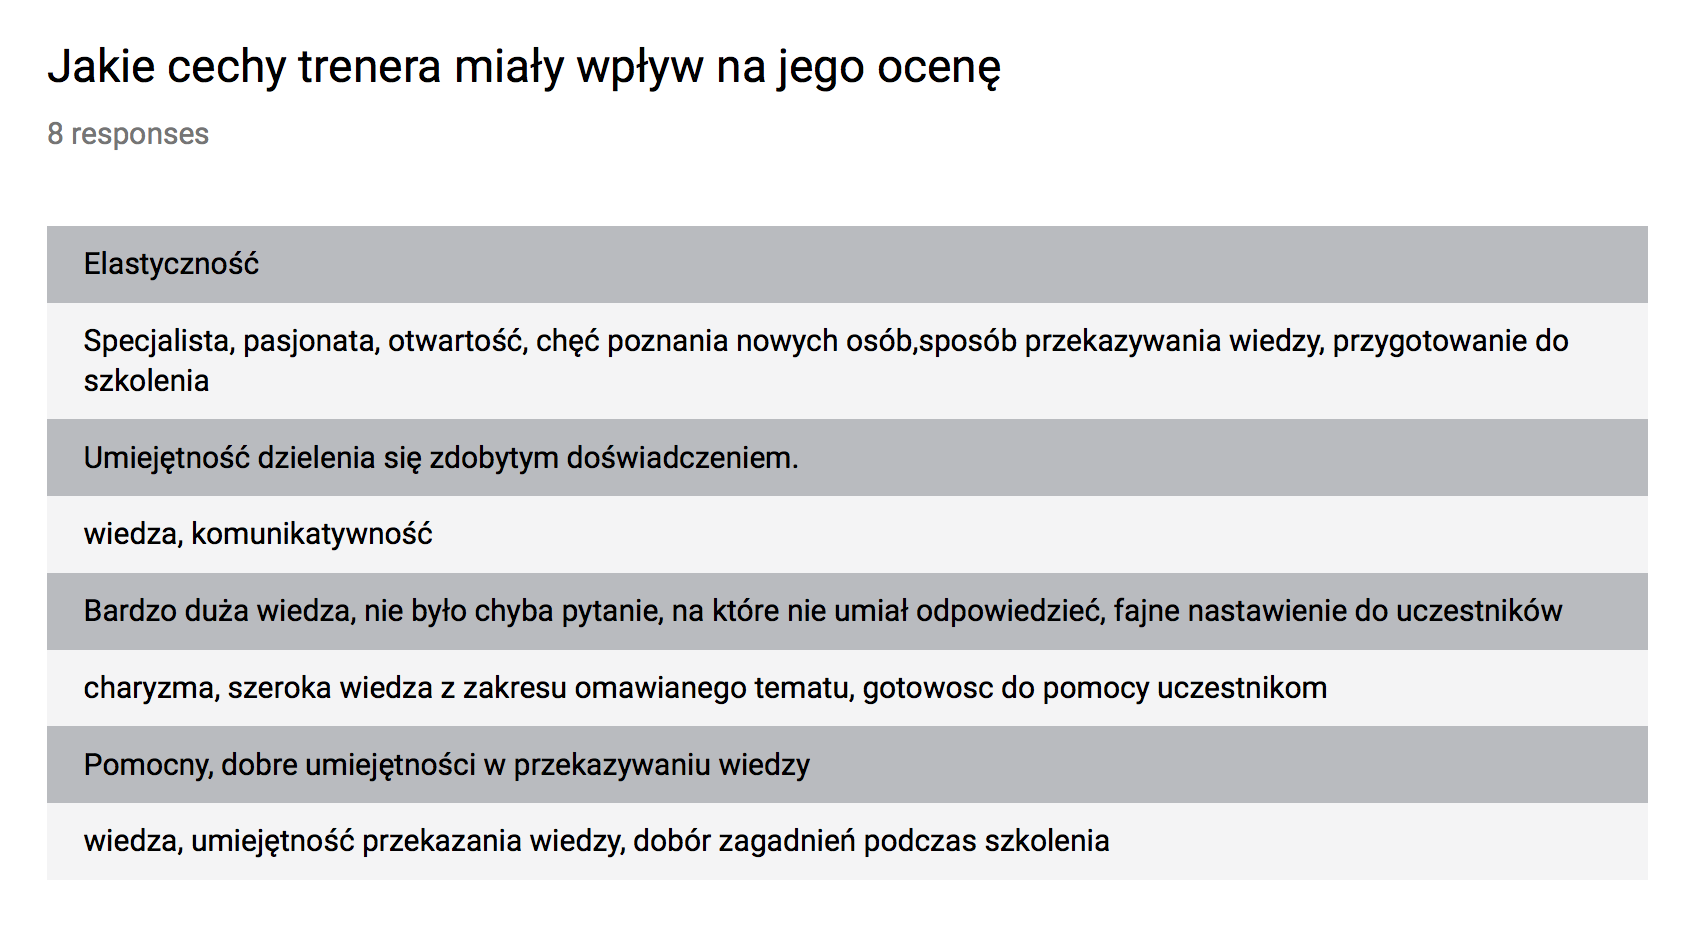 Jakie cechy trenera miały wpływ na jego ocenę
8 responses
Elastyczność
Specjalista, pasjonata, otwartość, chęć poznania nowych osób,sposób przekazywania wiedzy, przygotowanie do
szkolenia
Umiejętność dzielenia się zdobytym doświadczeniem.
wiedza, komunikatywność
Bardzo duża wiedza, nie było chyba pytanie, na które nie umiał odpowiedzieć, fajne nastawienie do uczestników
charyzma, szeroka wiedza z zakresu omawianego tematu, gotowosc do pomocy uczestnikom
Pomocny, dobre umiejętności w przekazywaniu wiedzy
wiedza, umiejętność przekazania wiedzy, dobór zagadnień podczas szkolenia